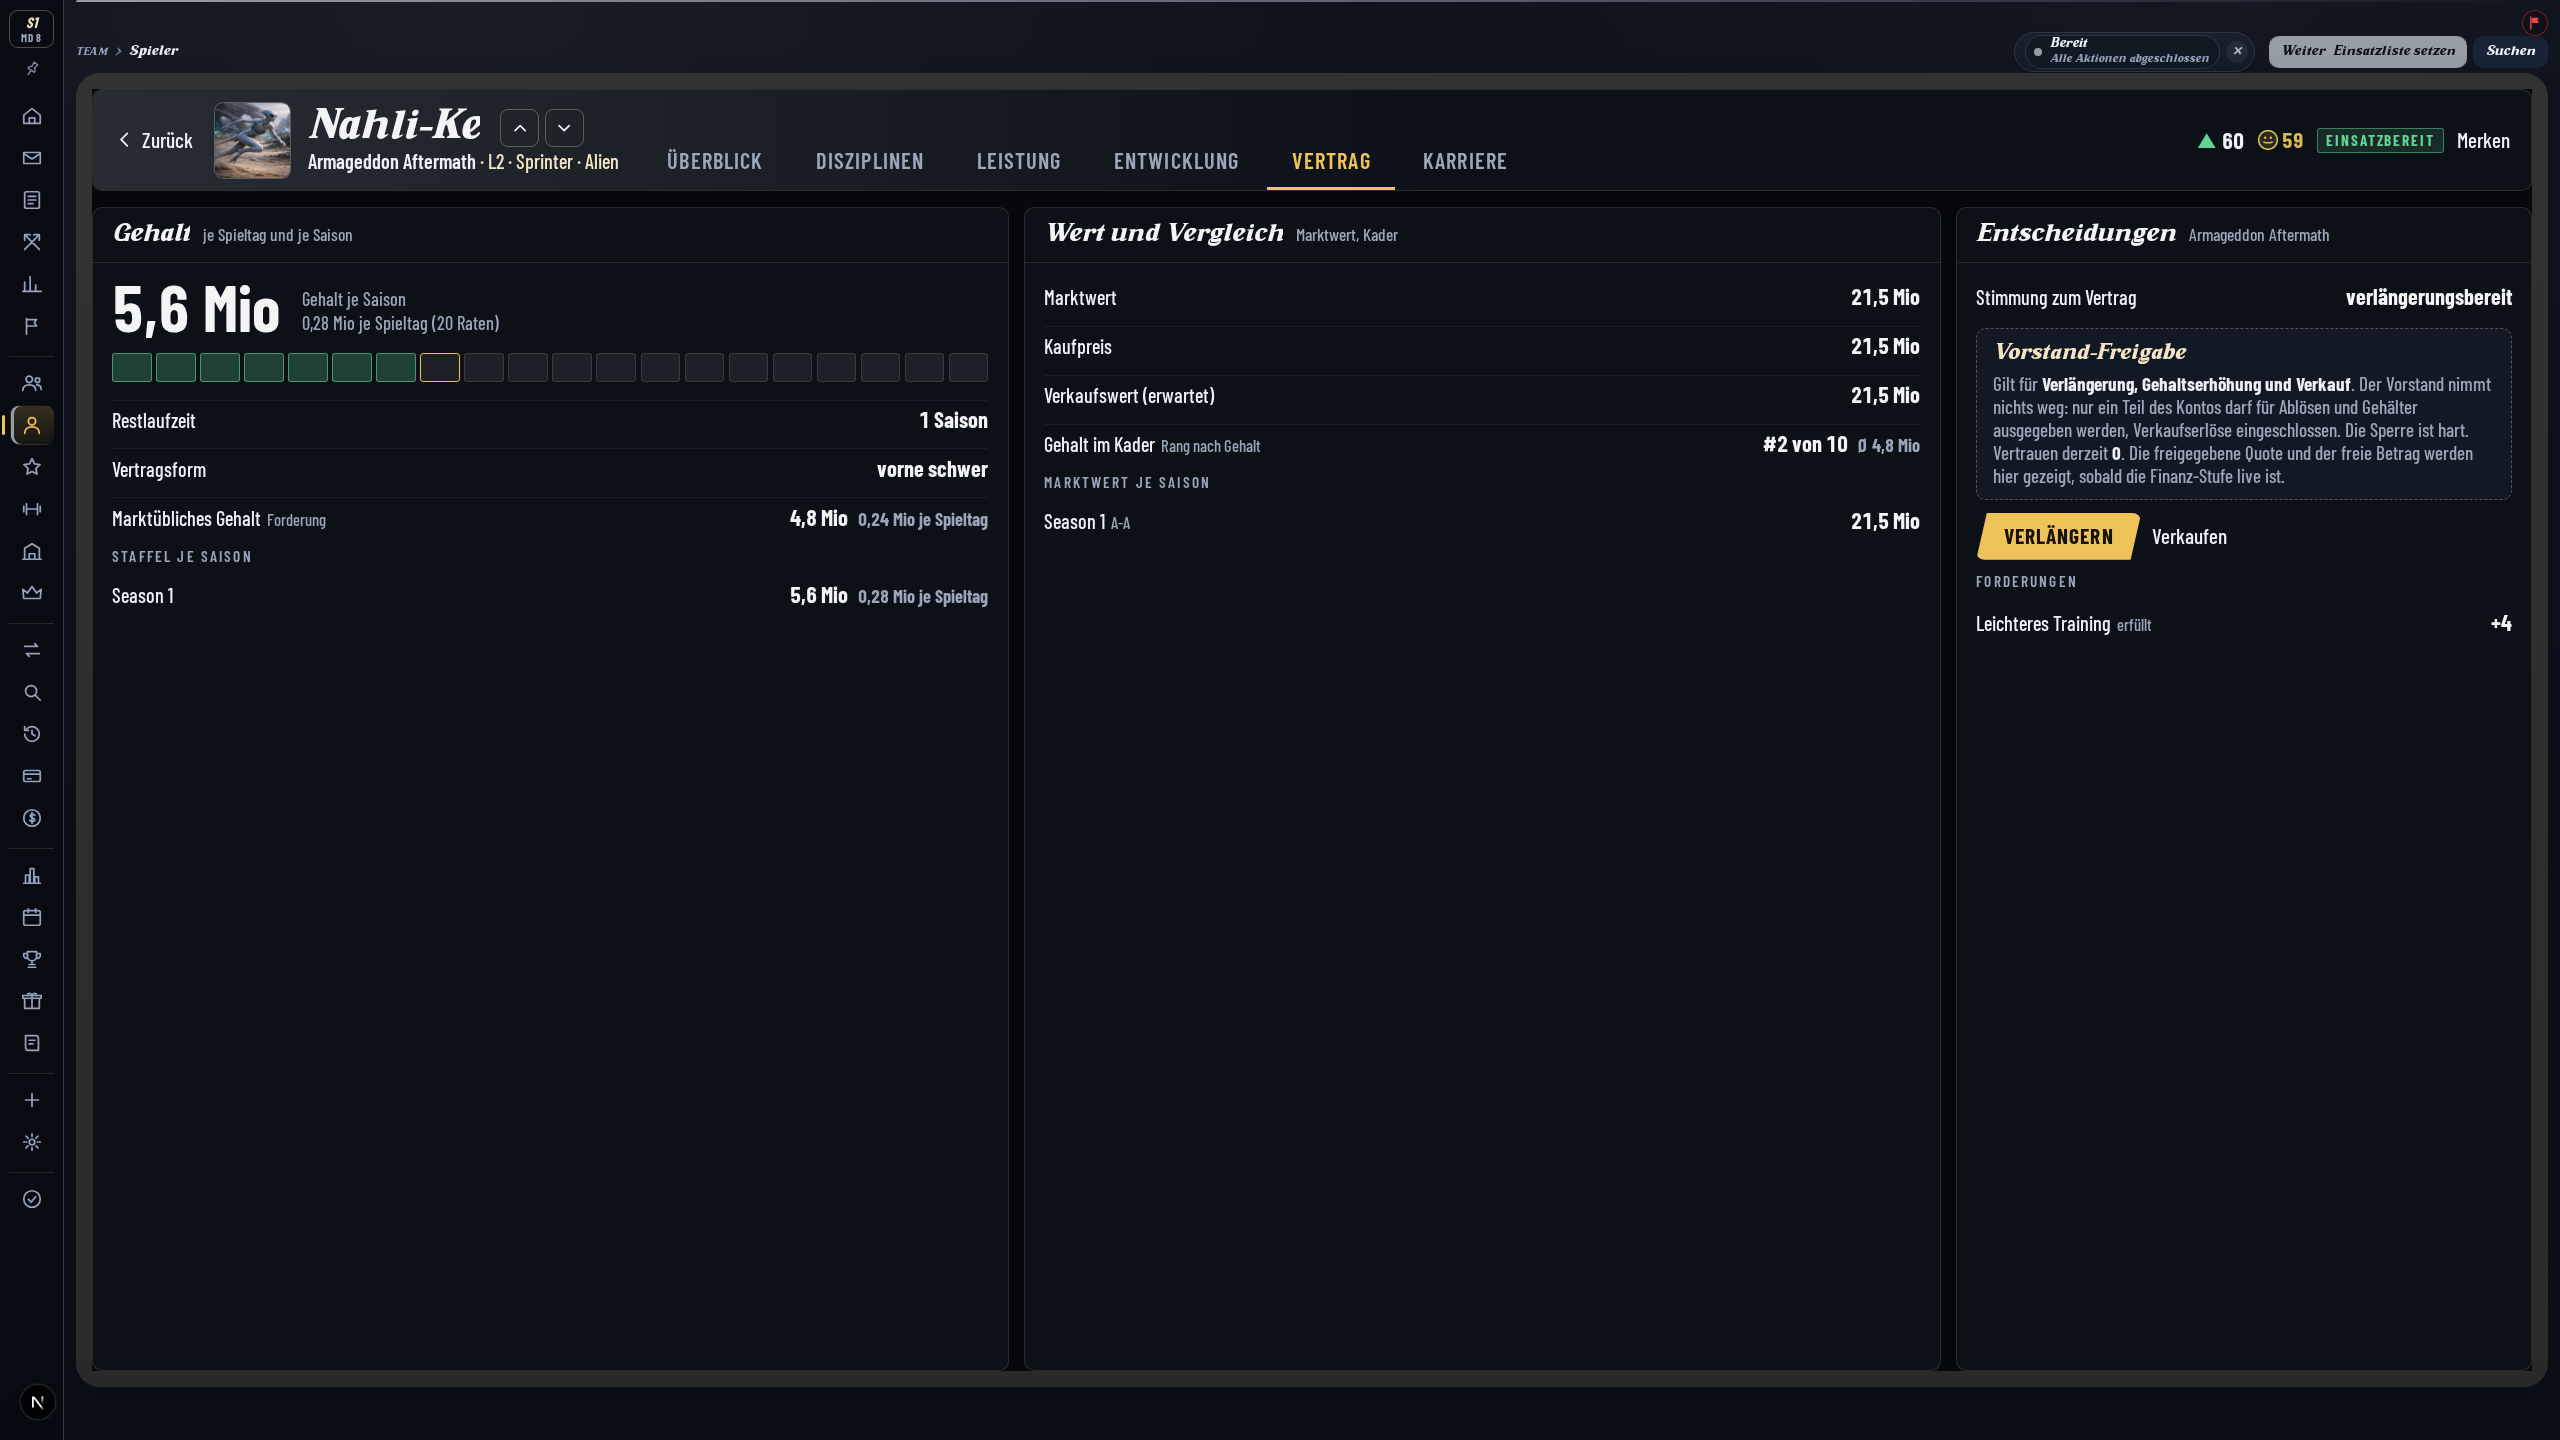 S1
MD 8
TEAM › Spieler
Bereit
Alle Aktionen abgeschlossen
Weiter Einsatzliste setzen
Suchen
Zurück
Nahli-Ke
Armageddon Aftermath · L2 · Sprinter · Alien
ÜBERBLICK
DISZIPLINEN
LEISTUNG
ENTWICKLUNG
VERTRAG
KARRIERE
60
59
EINSATZBEREIT
Merken
Gehalt je Spieltag und je Saison
5,6 Mio
Gehalt je Saison
0,28 Mio je Spieltag (20 Raten)
Restlaufzeit 1 Saison
Vertragsform vorne schwer
Marktübliches Gehalt Forderung 4,8 Mio 0,24 Mio je Spieltag
STAFFEL JE SAISON
Season 1 5,6 Mio 0,28 Mio je Spieltag
Wert und Vergleich Marktwert, Kader
Marktwert 21,5 Mio
Kaufpreis 21,5 Mio
Verkaufswert (erwartet) 21,5 Mio
Gehalt im Kader Rang nach Gehalt #2 von 10 Ø 4,8 Mio
MARKTWERT JE SAISON
Season 1 A-A 21,5 Mio
Entscheidungen Armageddon Aftermath
Stimmung zum Vertrag verlängerungsbereit
Vorstand-Freigabe
Gilt für Verlängerung, Gehaltserhöhung und Verkauf. Der Vorstand nimmt
nichts weg: nur ein Teil des Kontos darf für Ablösen und Gehälter
ausgegeben werden, Verkaufserlöse eingeschlossen. Die Sperre ist hart.
Vertrauen derzeit 0. Die freigegebene Quote und der freie Betrag werden
hier gezeigt, sobald die Finanz-Stufe live ist.
VERLÄNGERN
Verkaufen
FORDERUNGEN
Leichteres Training erfüllt +4
N